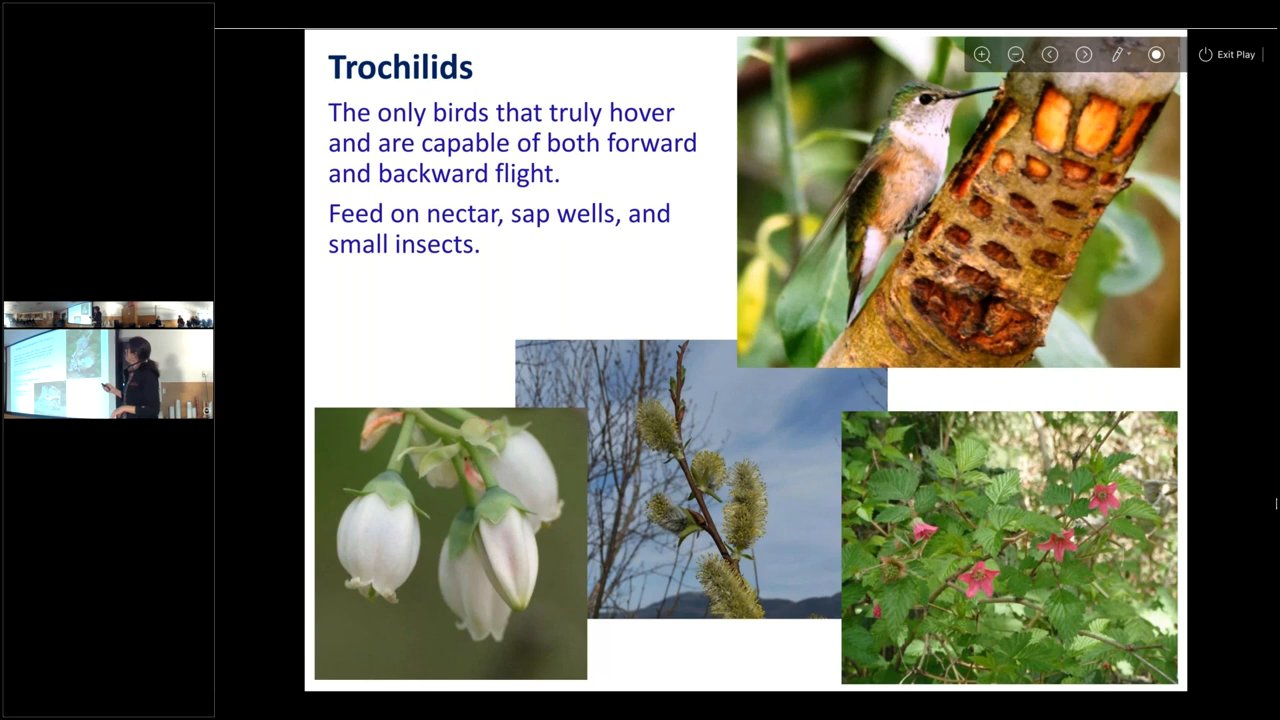 Trochilids
The only birds that truly hover
and are capable of both forward
and backward flight.
Feed on nectar, sap wells, and
small insects.
Exit Play